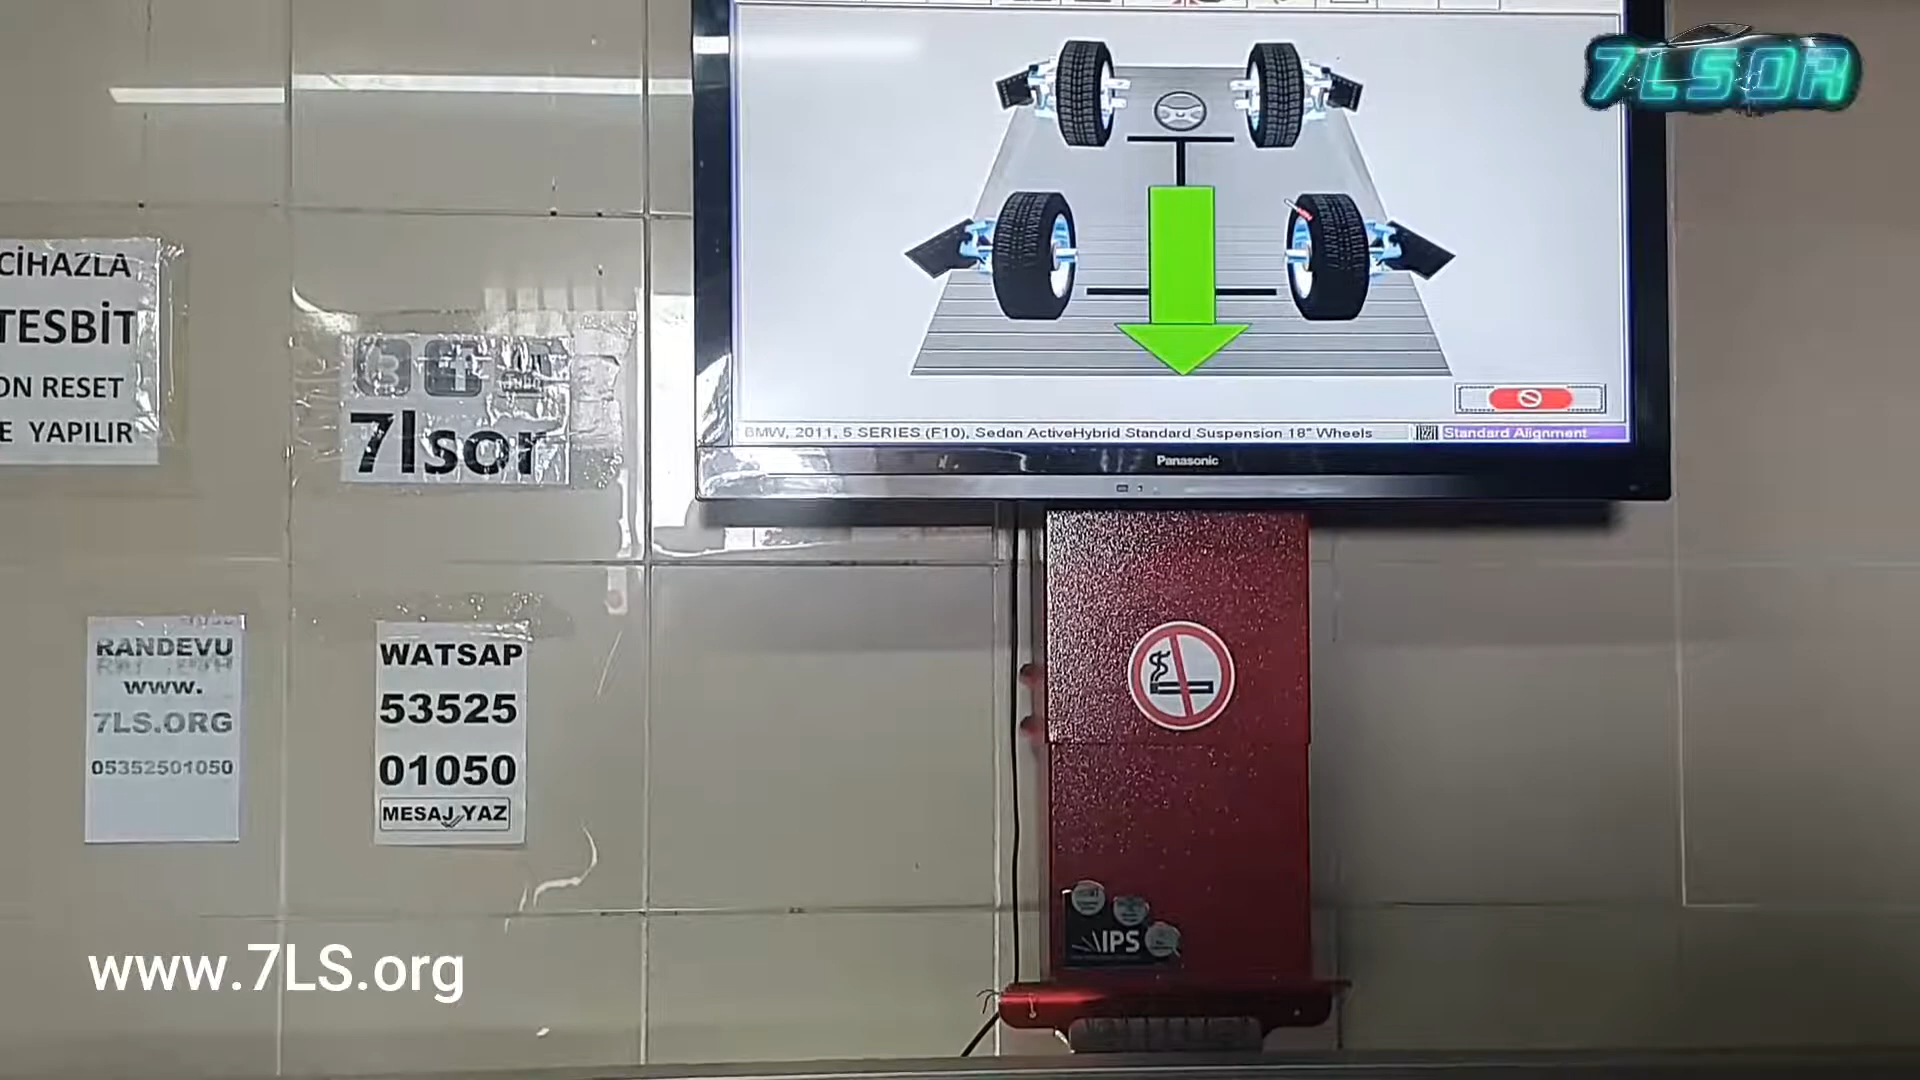 7LSOR
BMW, 2011, 5 SERIES (F10), Sedan ActiveHybrid Standard Suspension 18" Wheels
Standard Alignment
Panasonic
CİHAZLA
TESBİT
ON RESET
E YAPILIR
7lsor
RANDEVU
www.
7LS.ORG
05352501050
WATSAP
53525
01050
MESAJ YAZ
IPS
www.7LS.org